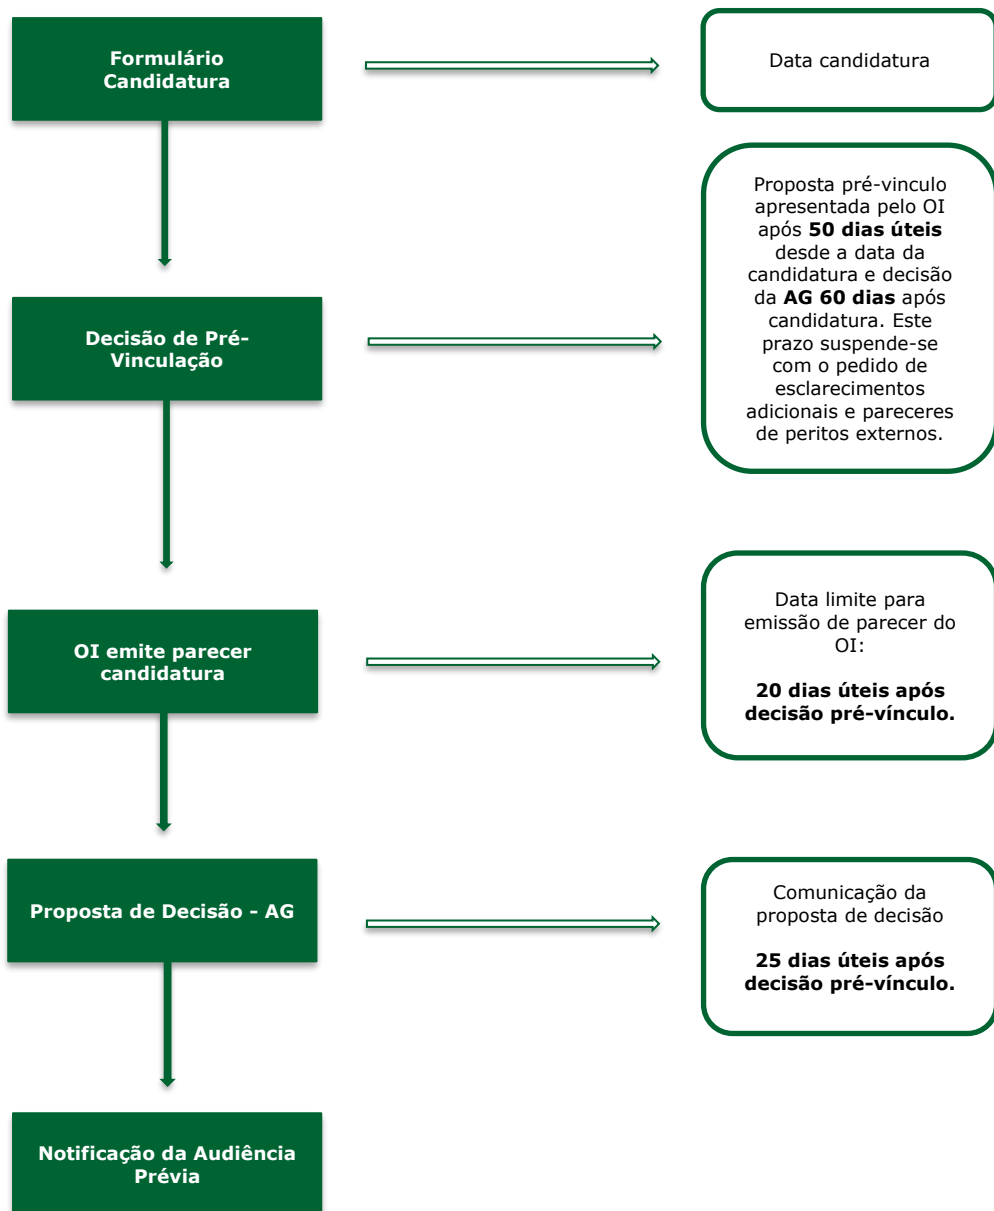 Formulário
Candidatura
Data candidatura
Decisão de Pré-
Vinculação
Proposta pré-vinculo
apresentada pelo OI
após 50 dias úteis
desde a data da
candidatura e decisão
da AG 60 dias após
candidatura. Este
prazo suspende-se
com o pedido de
esclarecimentos
adicionais e pareceres
de peritos externos.
OI emite parecer
candidatura
Data limite para
emissão de parecer do
OI:
20 dias úteis após
decisão pré-vínculo.
Proposta de Decisão - AG
Comunicação da
proposta de decisão
25 dias úteis após
decisão pré-vínculo.
Notificação da Audiência
Prévia